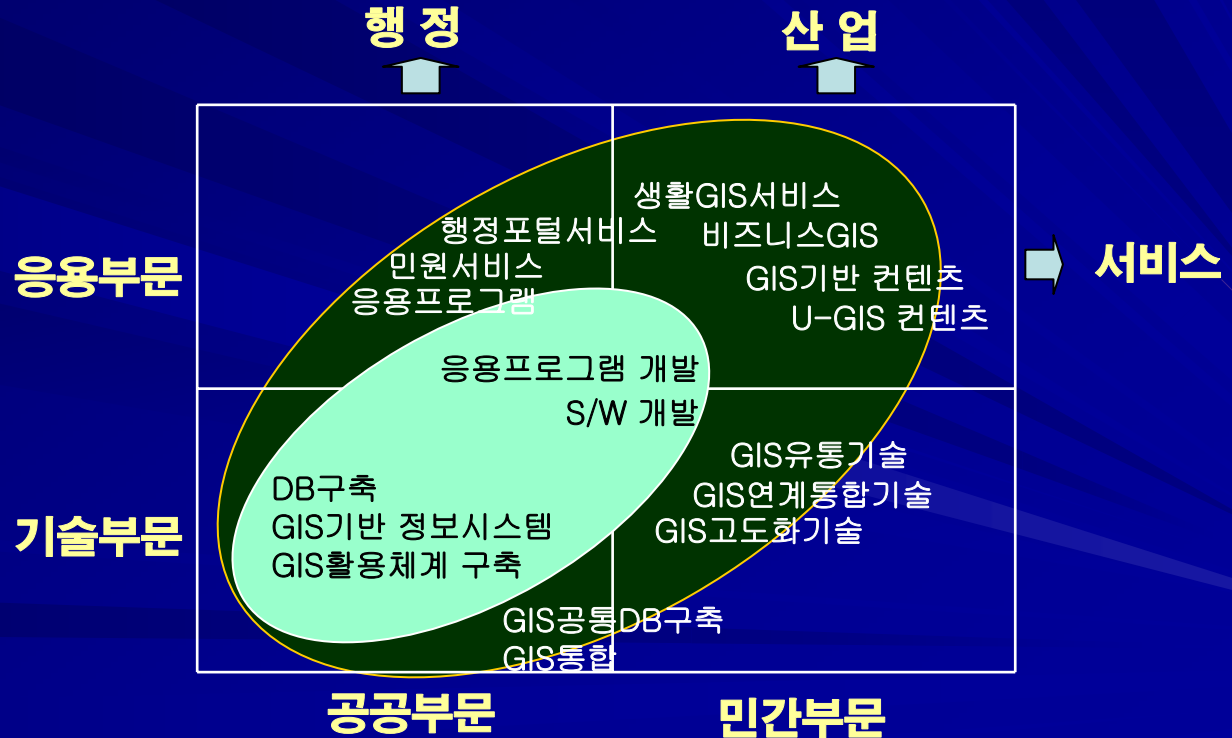 행 정
산 업
생활GIS서비스
행정포털서비스
비즈니스GIS
민원서비스
GIS기반 컨텐츠
응용프로그램
U-GIS 컨텐츠
응용부문
서비스
응용프로그램 개발
S/W 개발
GIS유통기술
DB구축
GIS연계통합기술
GIS기반 정보시스템
GIS고도화기술
기술부문
GIS활용체계 구축
GIS공통DB구축
GIS통합
공공부문
민간부문